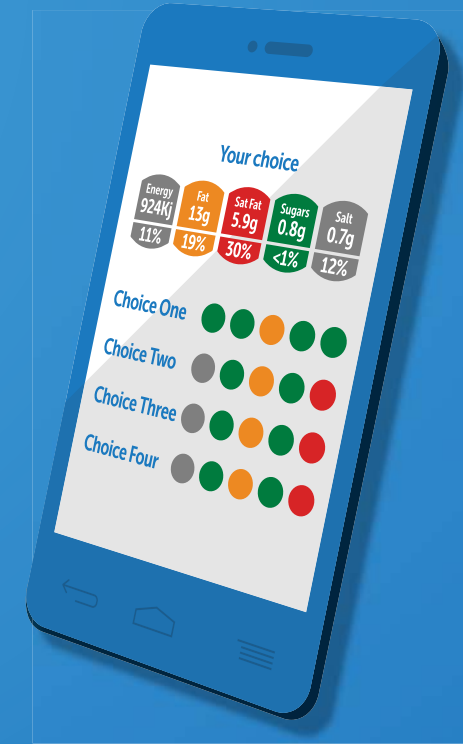 Your choice
Energy
924Kj
11%
Fat
13g
19%
Sat Fat
5.9g
30%
Sugars
0.8g
<1%
Salt
0.7g
12%
Choice One
Choice Two
Choice Three
Choice Four